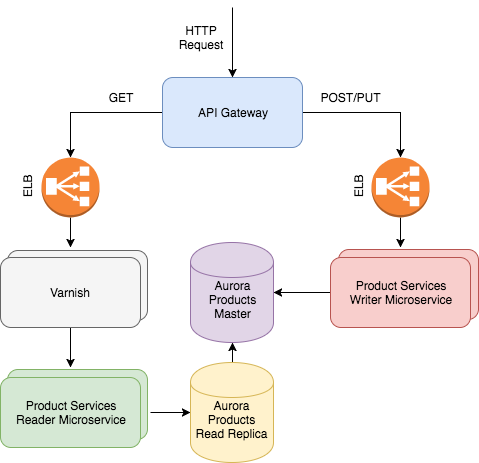 HTTP
Request
GET
API Gateway
POST/PUT
ELB
ELB
Varnish
Aurora
Products
Master
Product Services
Writer Microservice
Product Services
Reader Microservice
Aurora
Products
Read Replica